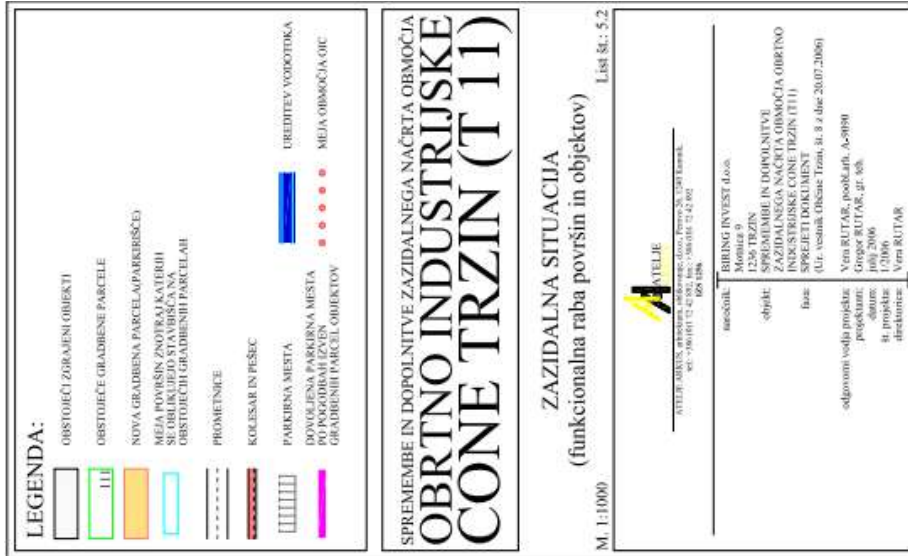 LEGENDA:
OBSTOJEČI ZGRAJENI OBJEKTI
111
OBSTOJEČE GRADBENE PARCELE
NOVA GRADBENA PARCELA(PARKIRIŠČE)
MEJA POVRŠIN ZNOTRAJ KATERIH
SE OBLIKUJEJO STAVBIŠČA NA
OBSTOJEČIH GRADBENIH PARCELAH
PROMETNICE
KOLESAR IN PEŠEC
PARKIRNA MESTA
DOVOLJENA PARKIRNA MESTA
PO POGODBAH IZVEN
GRADBENIH PARCEL OBJEKTOV
UREDITEV VODOTOKA
MEJA OBMOČJA OIC
SPREMEMBE IN DOPOLNITVE ZAZIDALNEGA NAČRTA OBMOČJA
OBRTNO INDUSTRIJSKE
CONE TRZIN (T 11)
ZAZIDALNA SITUACIJA
(funkcionalna raba površin in objektov)
M. 1:1000
List št.: 5.2
ATELJE
naročnik: BIRING INVEST d.o.o.
Motnica 9
1236 TRZIN
objekt: SPREMEMBE IN DOPOLNITVE
ZAZIDALNEGA NAČRTA OBMOČJA OBRTNO
INDUSTRIJSKE CONE TRZIN (T11)
faza: SPREJETI DOKUMENT
(Ur. vestnik Občine Trzin, št. 8 z dne 20.07.2006)
odgovorni vodja projekta: Vera RUTAR, poobl.arh. A-9090
projektant: Gregor RUTAR, gr. teh.
datum: julij 2006
št. projekta: 1/2006
direktorica: Vera RUTAR